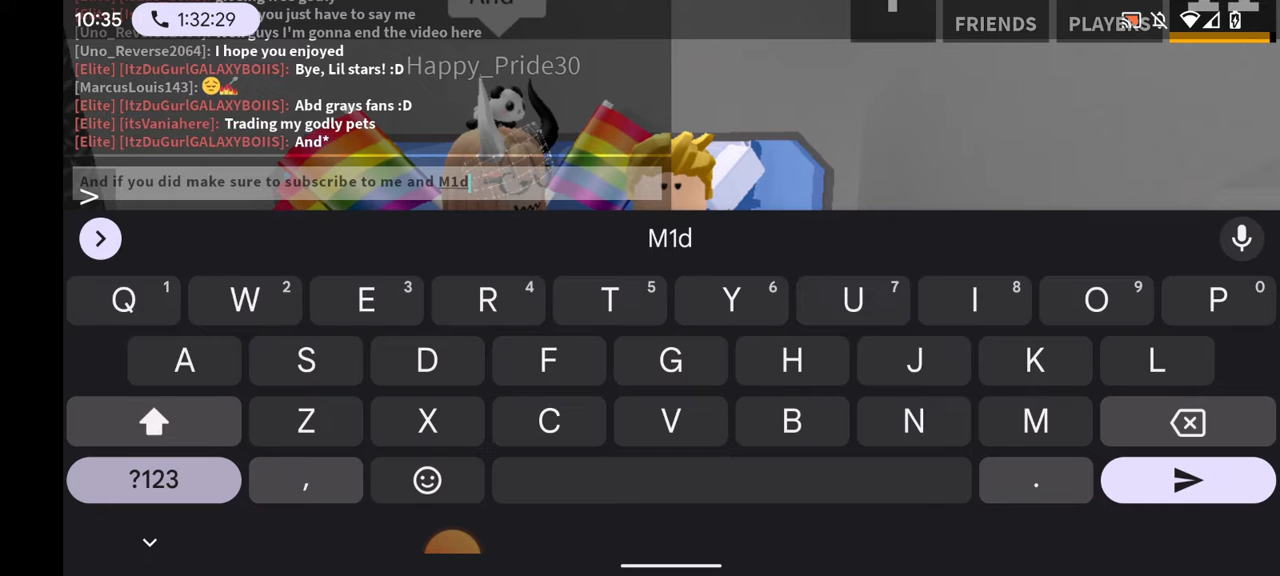 And
10:35 1:32:29
you just have to say me
guys I'm gonna end the video here
FRIENDS
[Uno_Reverse2064]: I hope you enjoyed
[Elite] [ItzDuGurlGALAXYBOIIS]: Bye, Lil stars! :D
Happy_Pride30
[MarcusLouis143]: 😔💅
[Elite] [ItzDuGurlGALAXYBOIIS]: Abd grays fans :D
[Elite] [itsVaniahere]: Trading my godly pets
[Elite] [ItzDuGurlGALAXYBOIIS]: And*
And if you did make sure to subscribe to me and M1d
>
M1d
Q 1 W 2 E 3 R 4 T 5 Y 6 U 7 I 8 O 9 P 0
A S D F G H J K L
Z X C V B N M
?123 , .